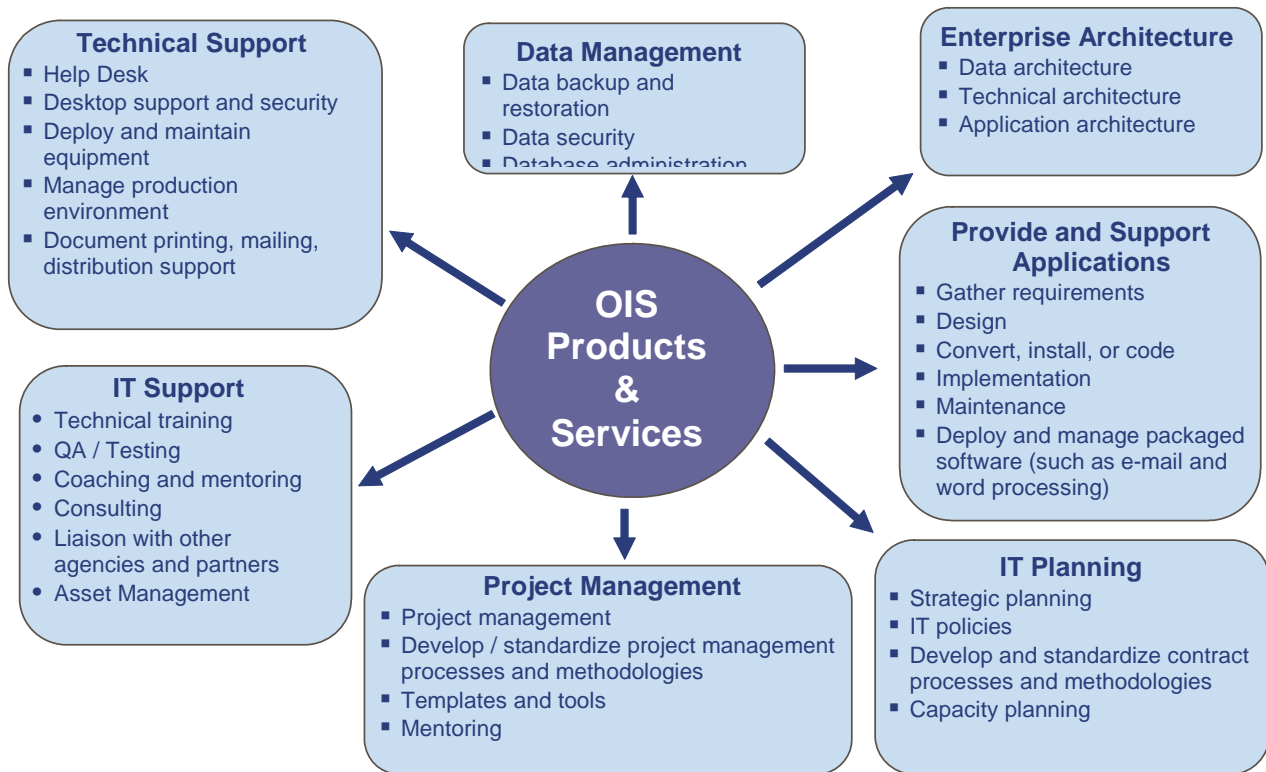 Technical Support
▪ Help Desk
▪ Desktop support and security
▪ Deploy and maintain
equipment
▪ Manage production
environment
▪ Document printing, mailing,
distribution support
Data Management
▪ Data backup and
restoration
▪ Data security
▪ Database administration
Enterprise Architecture
▪ Data architecture
▪ Technical architecture
▪ Application architecture
OIS
Products
&
Services
Provide and Support
Applications
▪ Gather requirements
▪ Design
▪ Convert, install, or code
▪ Implementation
▪ Maintenance
▪ Deploy and manage packaged
software (such as e-mail and
word processing)
IT Support
• Technical training
• QA / Testing
• Coaching and mentoring
• Consulting
• Liaison with other
agencies and partners
• Asset Management
Project Management
▪ Project management
▪ Develop / standardize project management
processes and methodologies
▪ Templates and tools
▪ Mentoring
IT Planning
▪ Strategic planning
▪ IT policies
▪ Develop and standardize contract
processes and methodologies
▪ Capacity planning